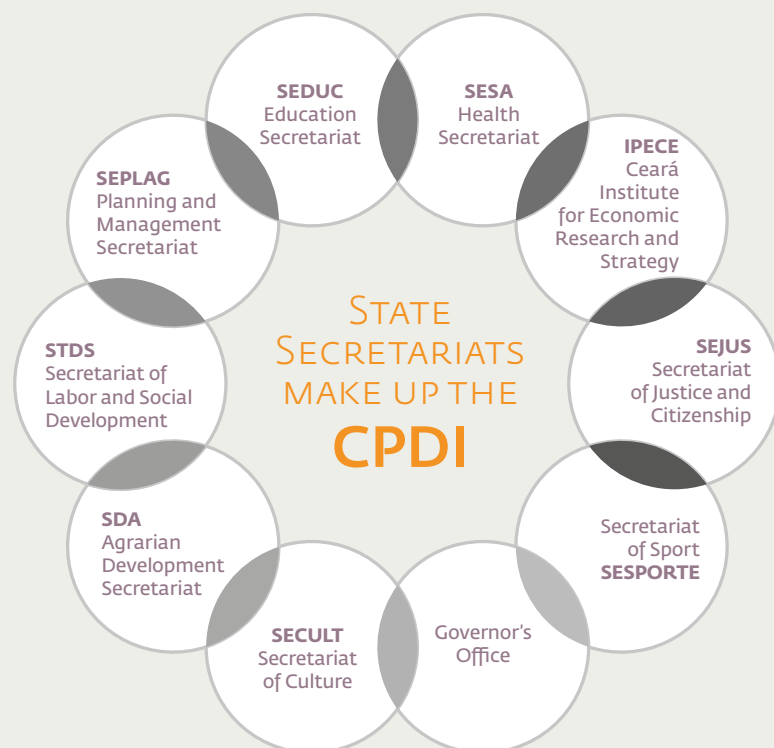 SEDUC
Education
Secretariat
SESA
Health
Secretariat
IPECE
Ceará
Institute
for Economic
Research and
Strategy
SEJUS
Secretariat
of Justice and
Citizenship
Secretariat
of Sport
SESPORTE
Governor's
Office
SECULT
Secretariat
of Culture
SDA
Agrarian
Development
Secretariat
STDS
Secretariat of
Labor and Social
Development
SEPLAG
Planning and
Management
Secretariat
STATE
SECRETARIATS
MAKE UP THE
CPDI